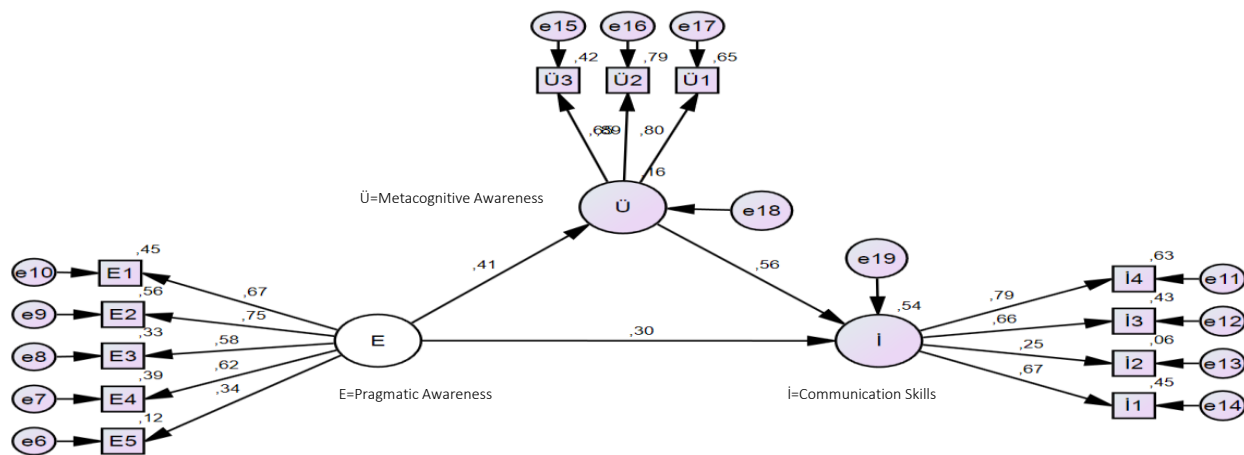 e15 e16 e17
,42 ,79 ,65
Ü3 Ü2 Ü1
,65 ,89 ,80
,16
Ü=Metacognitive Awareness
Ü
e18
,41
,56
e19
,54
,45
e10 E1
,67
,56
e9 E2
,75
,33
e8 E3
,58
,39
e7 E4
,62
,12
e6 E5
,34
E
,30
İ
E=Pragmatic Awareness
İ=Communication Skills
,63
,79
İ4 e11
,43
,66
İ3 e12
,06
,25
İ2 e13
,45
,67
İ1 e14